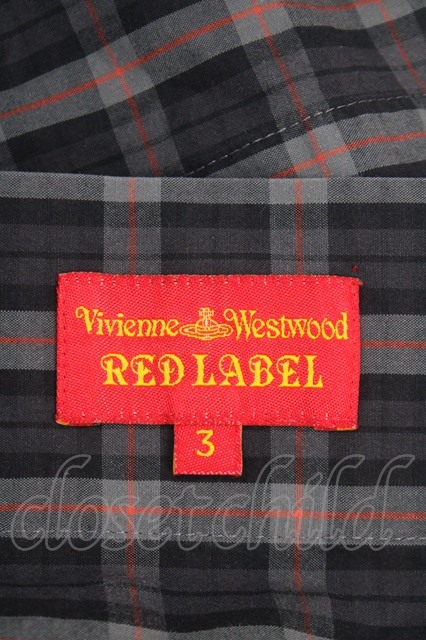 Vivienne Westwood
RED LABEL
3
closetchild